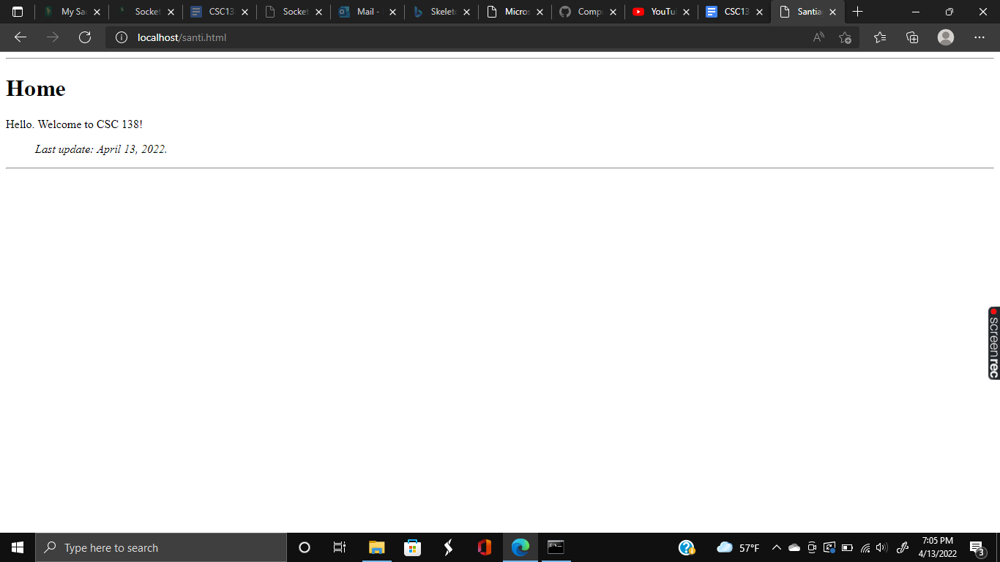 My Sac
Socket
CSC13
Socket
Mail -
Skelet
Micros
Comp
YouTu
CSC13
Santia
localhost/santi.html
Home
Hello. Welcome to CSC 138!
Last update: April 13, 2022.
screenrec
Type here to search
57°F
7:05 PM
4/13/2022
3